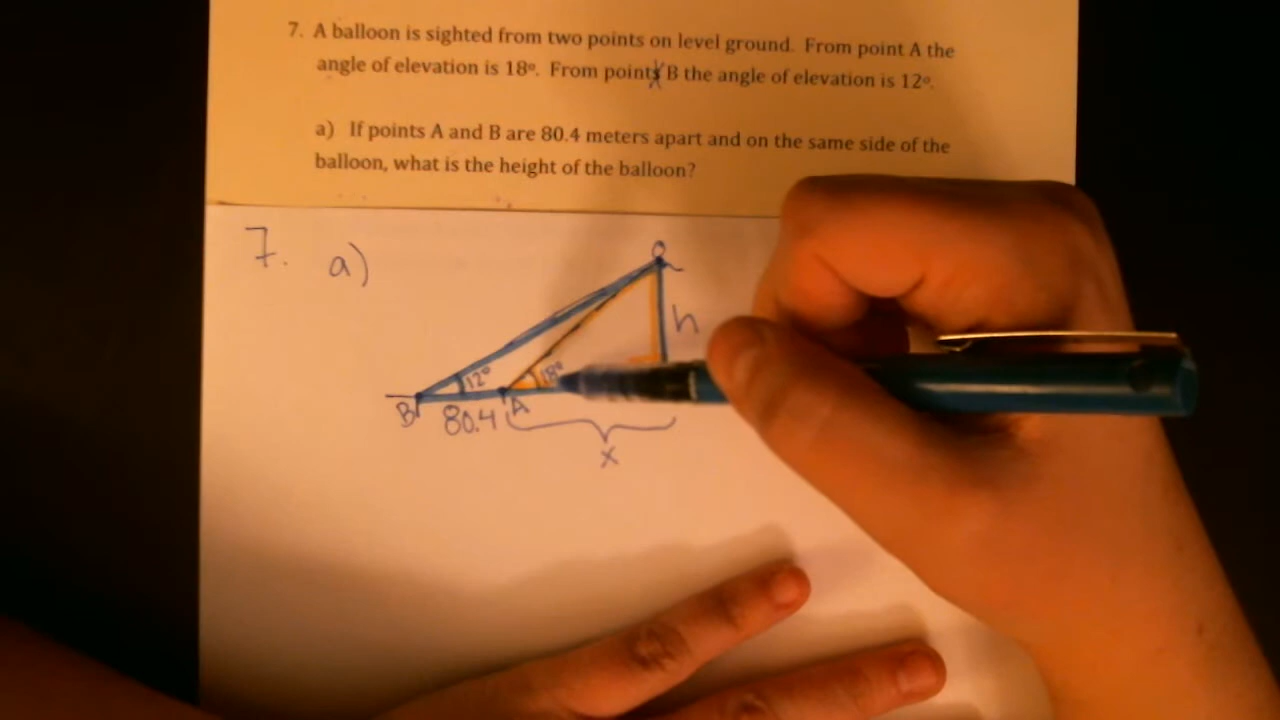 7. A balloon is sighted from two points on level ground. From point A the
angle of elevation is 18º. From points B the angle of elevation is 12º.
a) If points A and B are 80.4 meters apart and on the same side of the
balloon, what is the height of the balloon?
7. a)
h
12° 18°
B 80.4 A
x